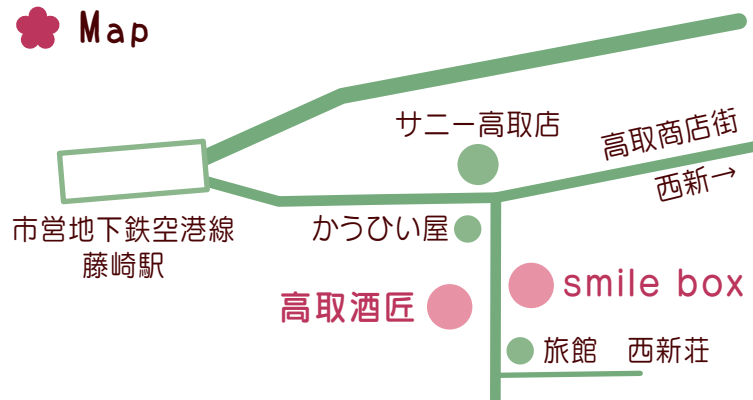 Map
サニー高取店
高取商店街
西新→
市営地下鉄空港線
藤崎駅
かうひい屋
高取酒匠
smile box
旅館　西新荘